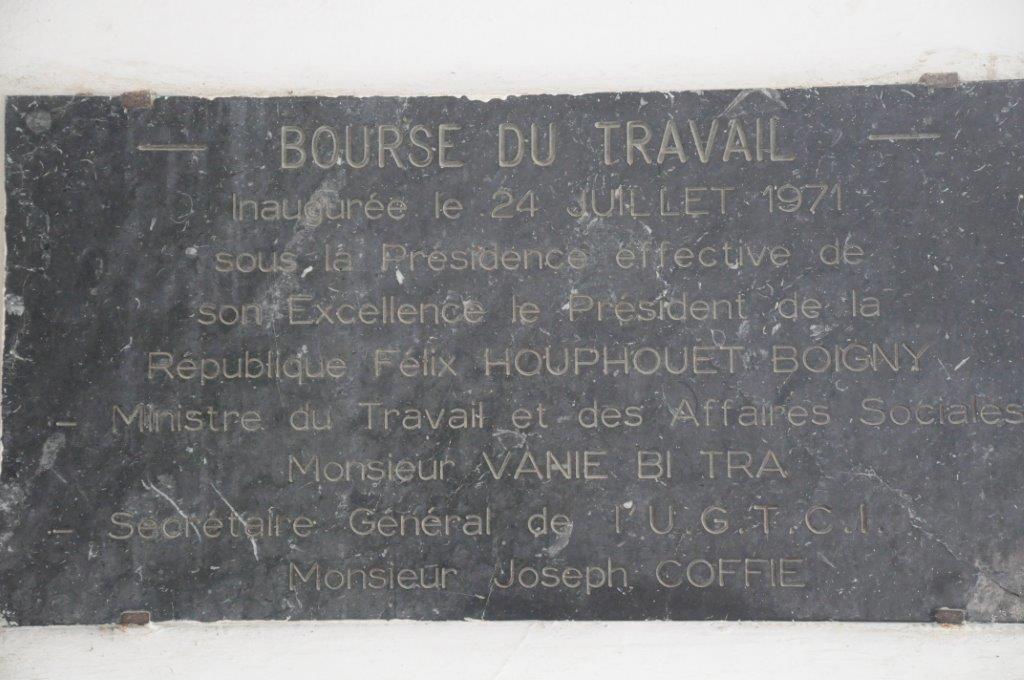 — BOURSE DU TRAVAIL —
Inaugurée le 24 JUILLET 1971
sous la Présidence effective de
son Excellence le Président de la
République Félix HOUPHOUET BOIGNY
– Ministre du Travail et des Affaires Sociales
Monsieur VANIE BI TRA
– Secrétaire Général de l'U.G.T.C.I.
Monsieur Joseph COFFIE